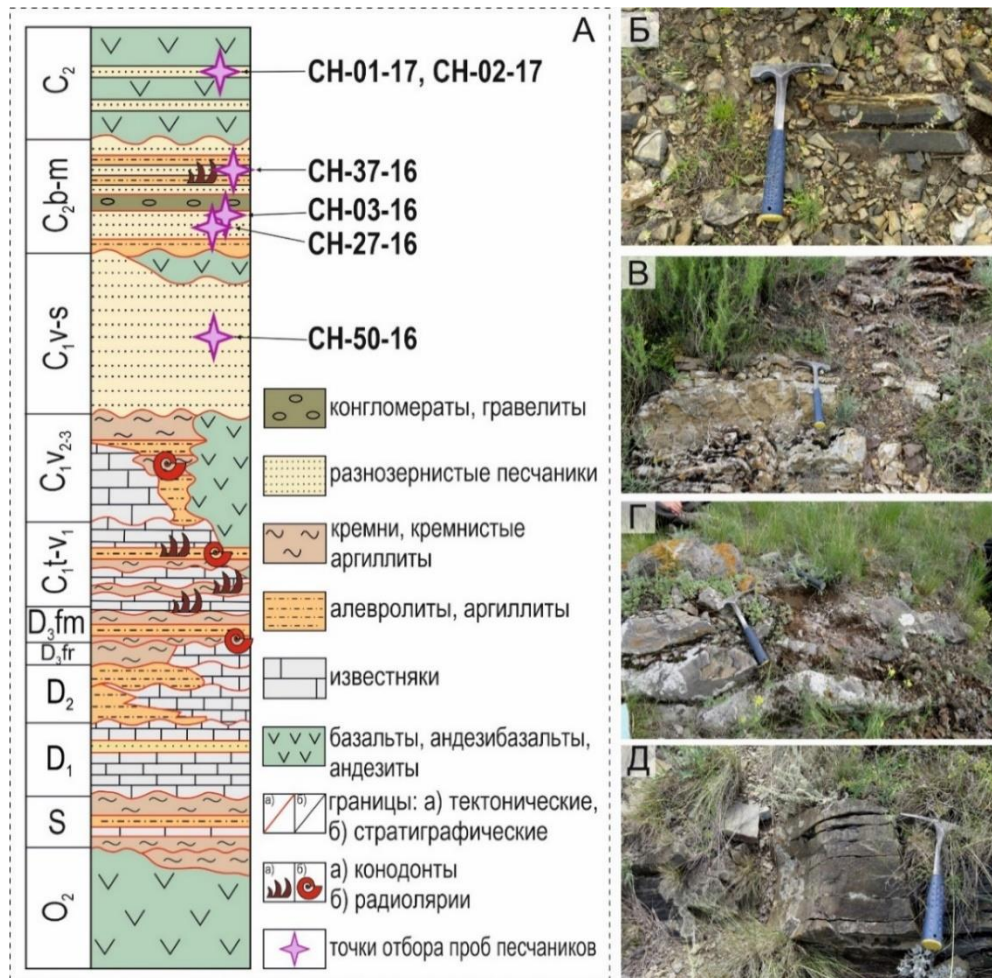 А
C₂
CH-01-17, CH-02-17
C₂b-m
CH-37-16
CH-03-16
CH-27-16
C₁v-s
CH-50-16
C₁v₂₋₃
C₁t-v₁
D₃fm
D₃fr
D₂
D₁
S
O₂
конгломераты, гравелиты
разнозернистые песчаники
кремни, кремнистые
аргиллиты
алевролиты, аргиллиты
известняки
базальты, андезибазальты,
андезиты
а) б)
границы: а) тектонические,
б) стратиграфические
а) б)
а) конодонты
б) радиолярии
точки отбора проб песчаников
Б
В
Г
Д